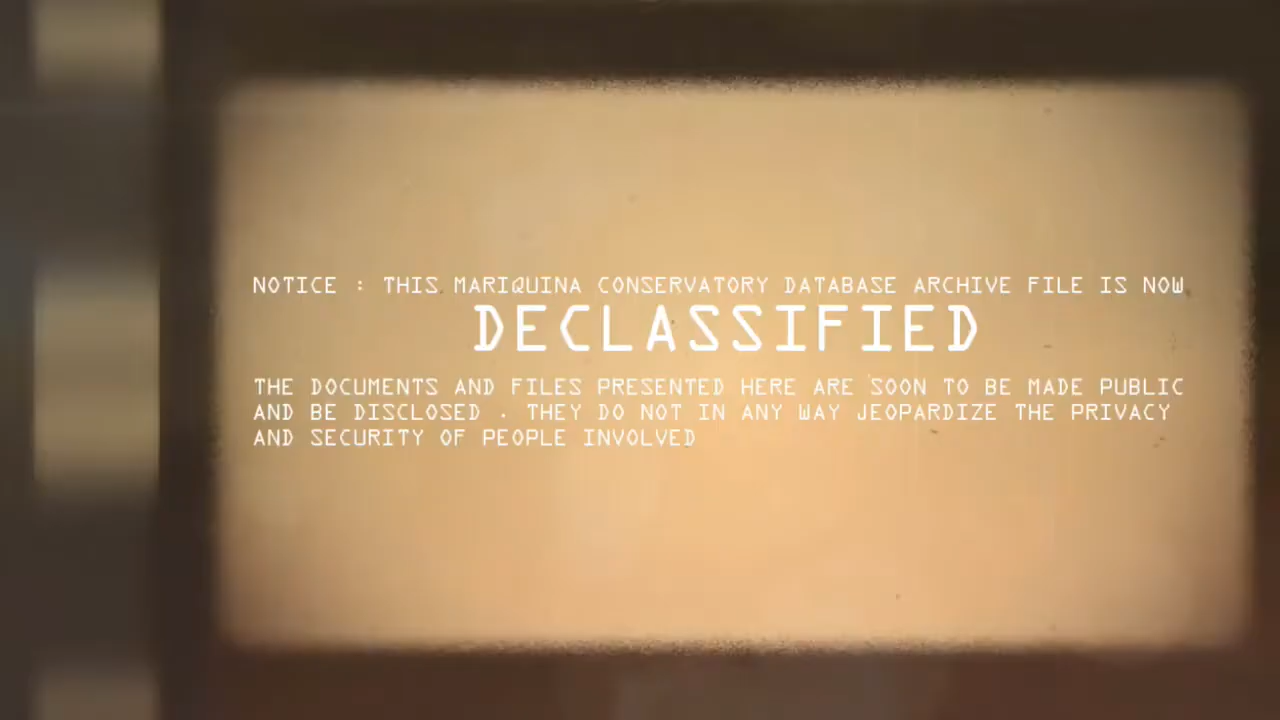 NOTICE : THIS MARIQUINA CONSERVATORY DATABASE ARCHIVE FILE IS NOW
DECLASSIFIED
THE DOCUMENTS AND FILES PRESENTED HERE ARE SOON TO BE MADE PUBLIC
AND BE DISCLOSED . THEY DO NOT IN ANY WAY JEOPARDIZE THE PRIVACY
AND SECURITY OF PEOPLE INVOLVED